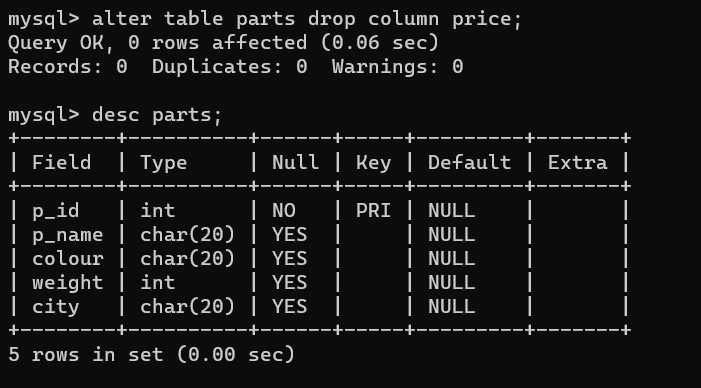 mysql> alter table parts drop column price;
Query OK, 0 rows affected (0.06 sec)
Records: 0  Duplicates: 0  Warnings: 0

mysql> desc parts;
+--------+----------+------+-----+---------+-------+
| Field  | Type     | Null | Key | Default | Extra |
+--------+----------+------+-----+---------+-------+
| p_id   | int      | NO   | PRI | NULL    |       |
| p_name | char(20) | YES  |     | NULL    |       |
| colour | char(20) | YES  |     | NULL    |       |
| weight | int      | YES  |     | NULL    |       |
| city   | char(20) | YES  |     | NULL    |       |
+--------+----------+------+-----+---------+-------+
5 rows in set (0.00 sec)